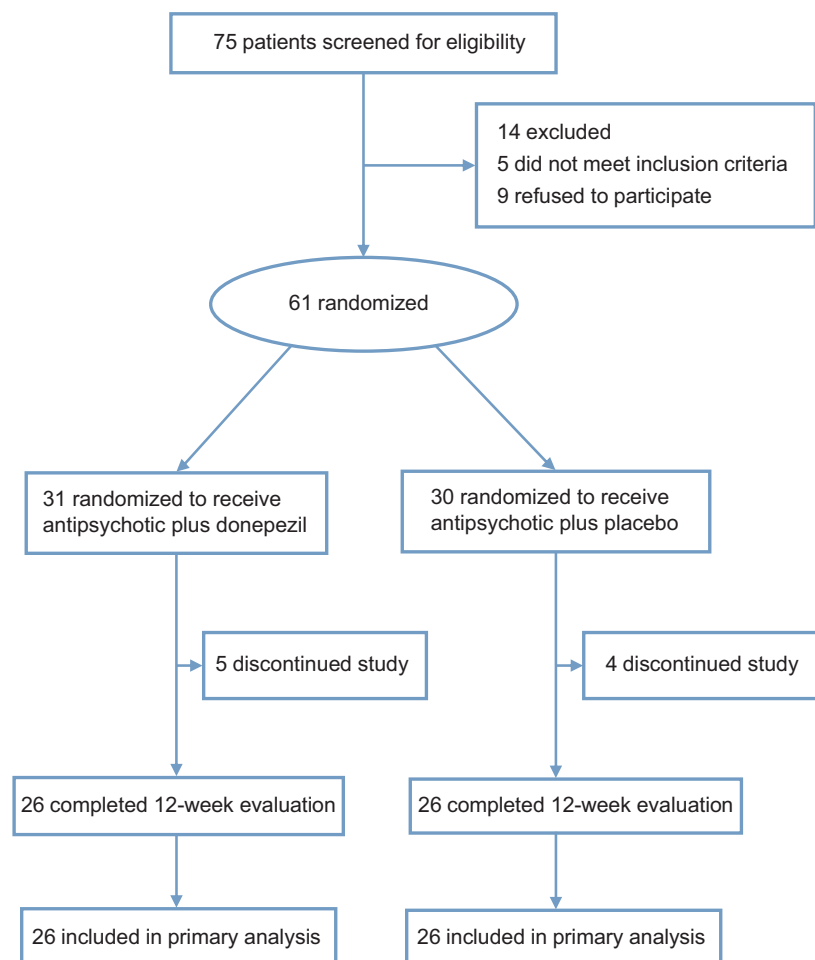 75 patients screened for eligibility
14 excluded
5 did not meet inclusion criteria
9 refused to participate
61 randomized
31 randomized to receive
antipsychotic plus donepezil
30 randomized to receive
antipsychotic plus placebo
5 discontinued study
4 discontinued study
26 completed 12-week evaluation
26 completed 12-week evaluation
26 included in primary analysis
26 included in primary analysis